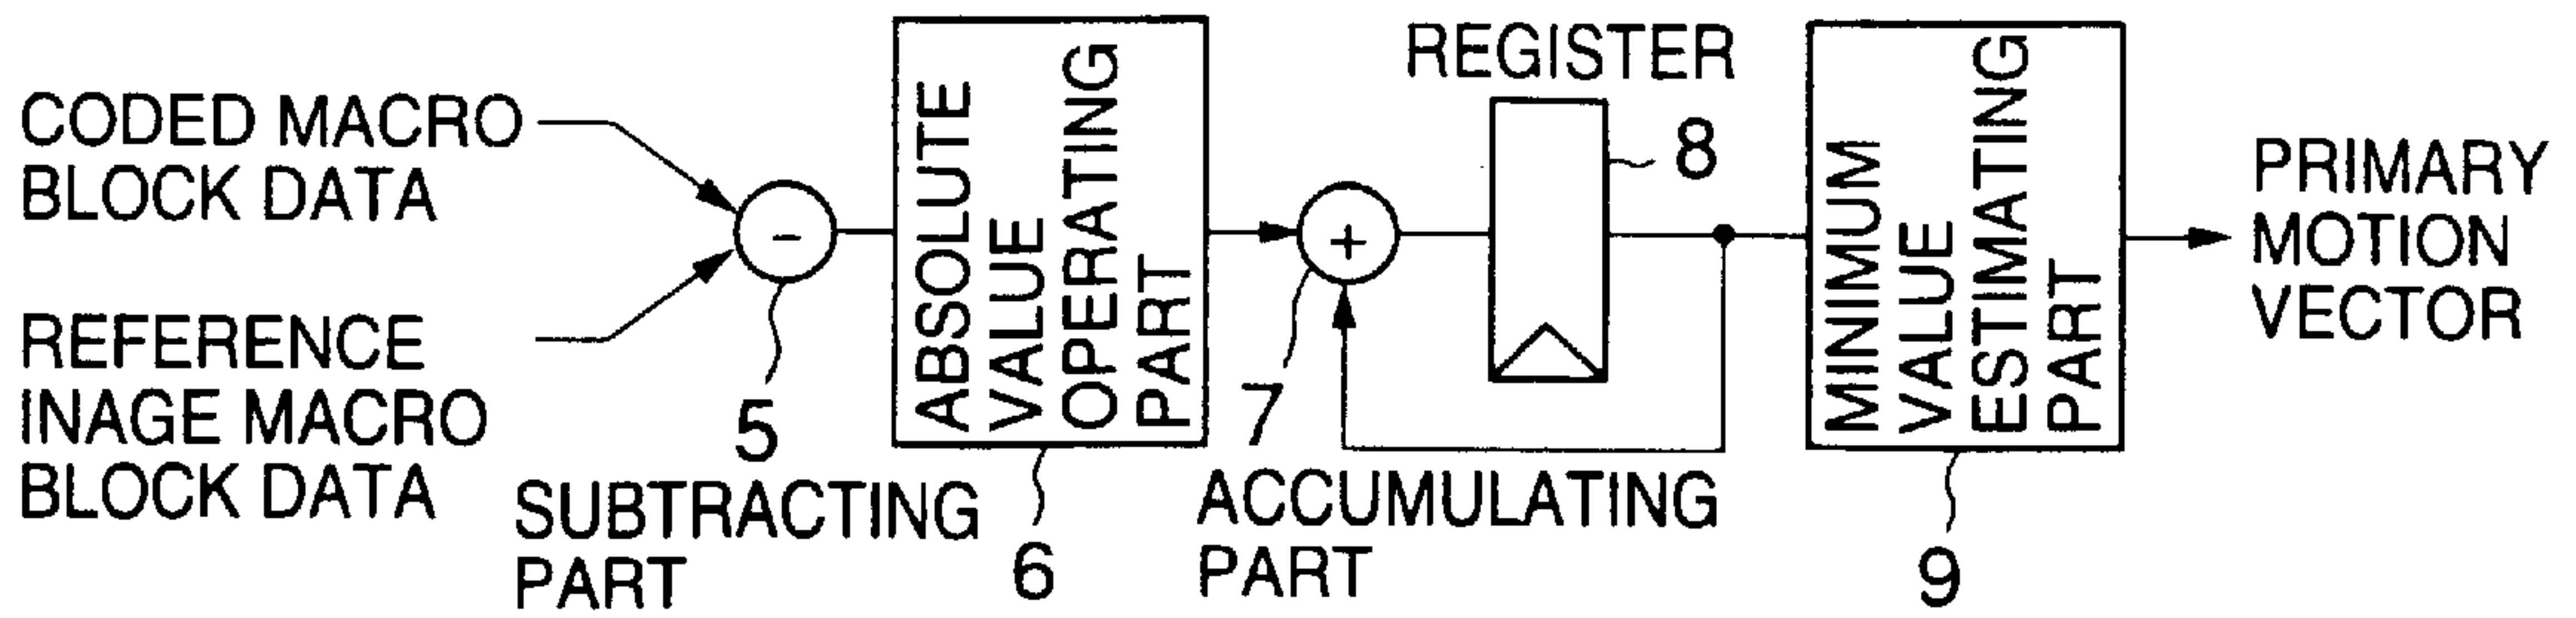 CODED MACRO
BLOCK DATA
REFERENCE
INAGE MACRO
BLOCK DATA
-
5
SUBTRACTING
PART
ABSOLUTE
VALUE
OPERATING
PART
6
+
7
ACCUMULATING
PART
REGISTER
8
MINIMUM
VALUE
ESTIMATING
PART
9
PRIMARY
MOTION
VECTOR